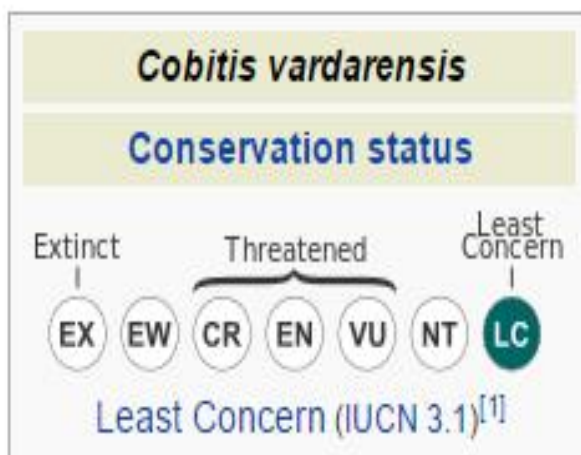 Cobitis vardarensis
Conservation status
Least
Extinct Threatened Concern
EX EW CR EN VU NT LC
Least Concern (IUCN 3.1)[1]